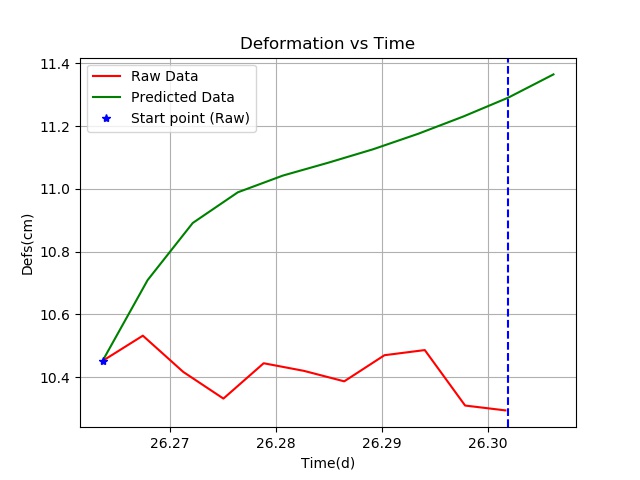 Deformation vs Time
Raw Data
Predicted Data
Start point (Raw)
Defs(cm)
11.4
11.2
11.0
10.8
10.6
10.4
26.27 26.28 26.29 26.30
Time(d)